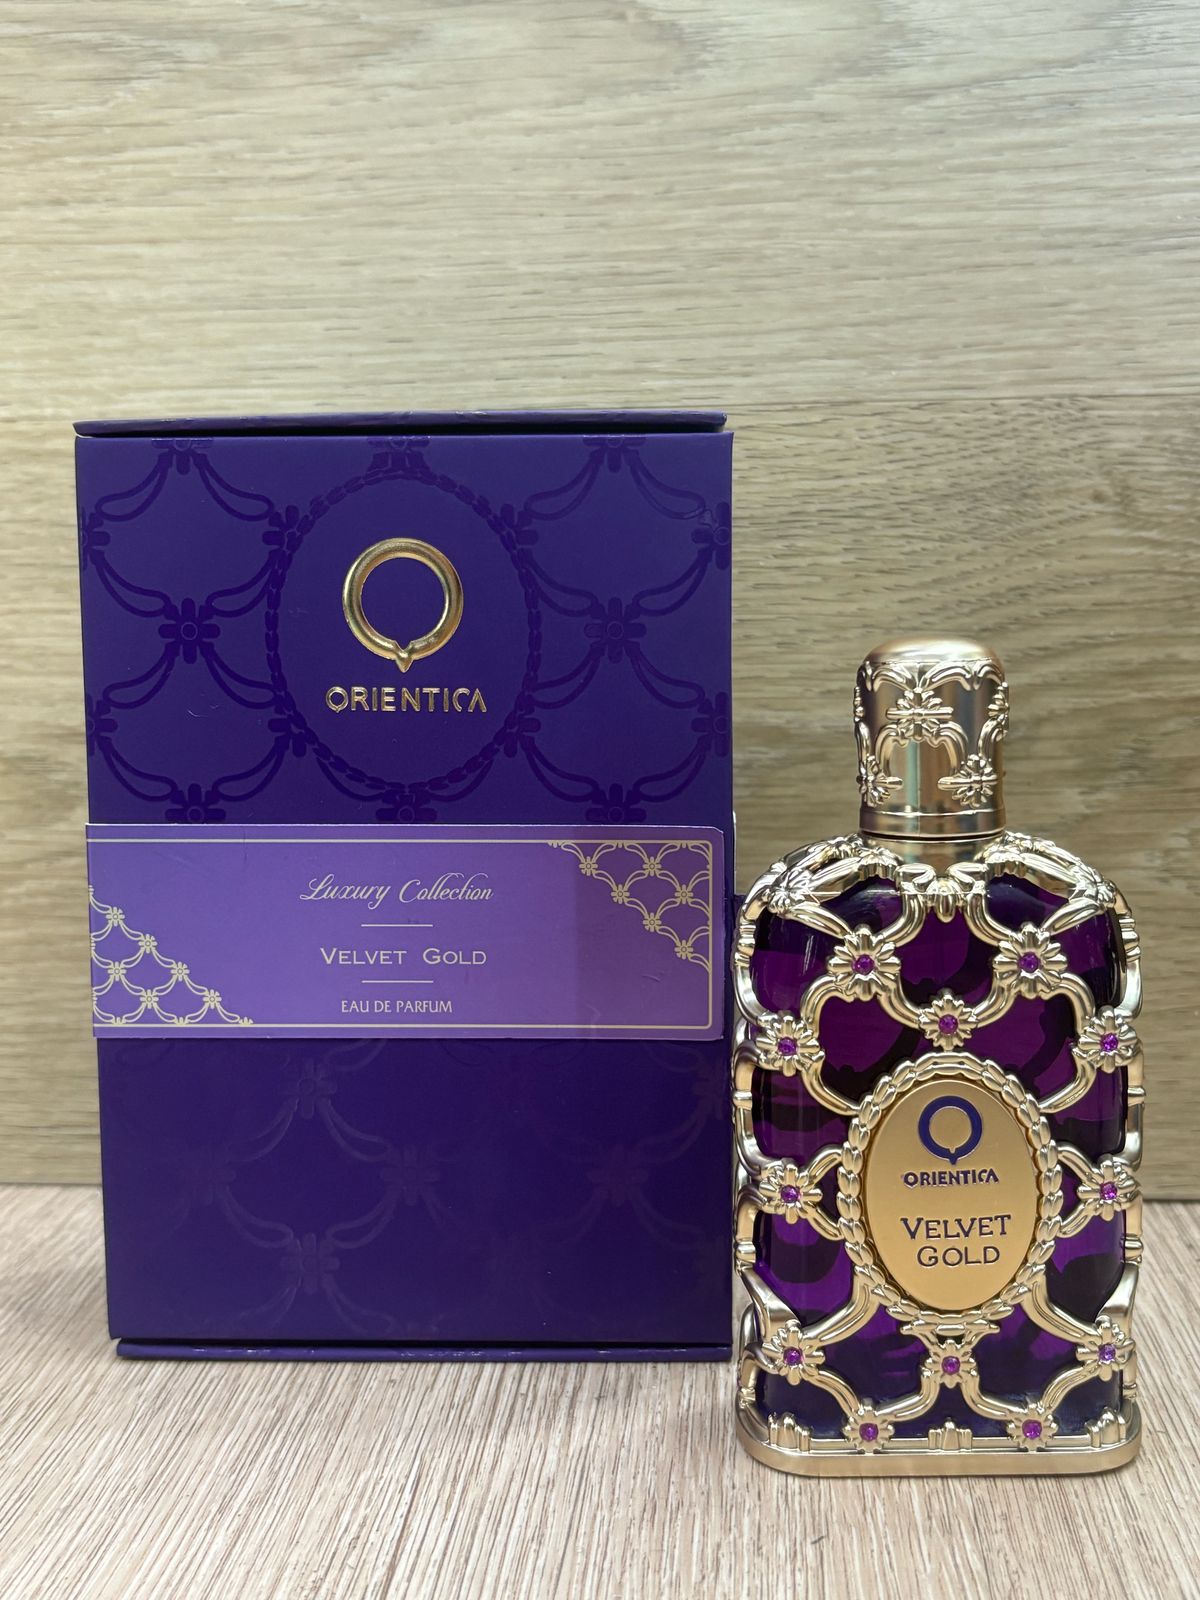 ORIENTICA
Luxury Collection
VELVET GOLD
EAU DE PARFUM
ORIENTICA
VELVET
GOLD